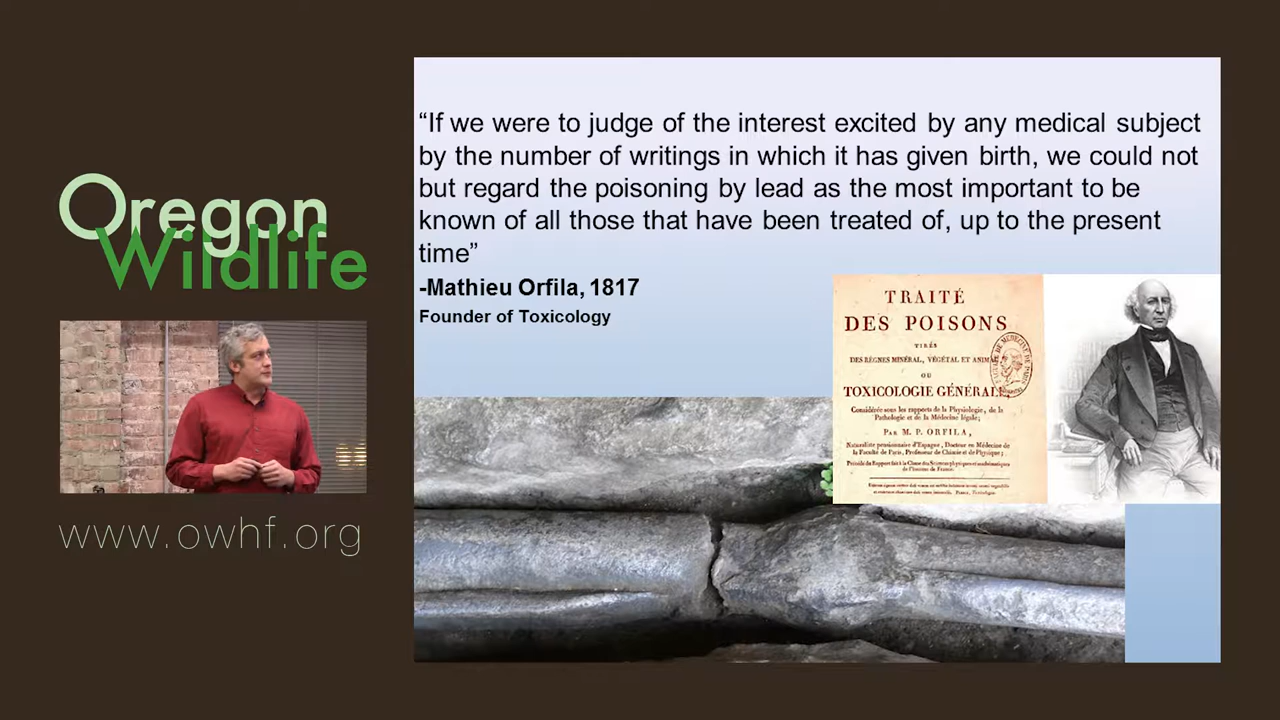 Oregon
Wildlife
www.owhf.org
“If we were to judge of the interest excited by any medical subject
by the number of writings in which it has given birth, we could not
but regard the poisoning by lead as the most important to be
known of all those that have been treated of, up to the present
time”
-Mathieu Orfila, 1817
Founder of Toxicology
TRAITÉ
DES POISONS
TIRÉS
DES RÈGNES MINÉRAL, VÉGÉTAL ET ANIMAL
OU
TOXICOLOGIE GÉNÉRALE,
Considérée sous les rapports de la Physiologie, de la
Pathologie et de la Médecine légale;
PAR M. P. ORFILA,
Naturaliste pensionnaire d'Espagne, Docteur en Médecine de
la Faculté de Paris, Professeur de Chimie et de Physique;